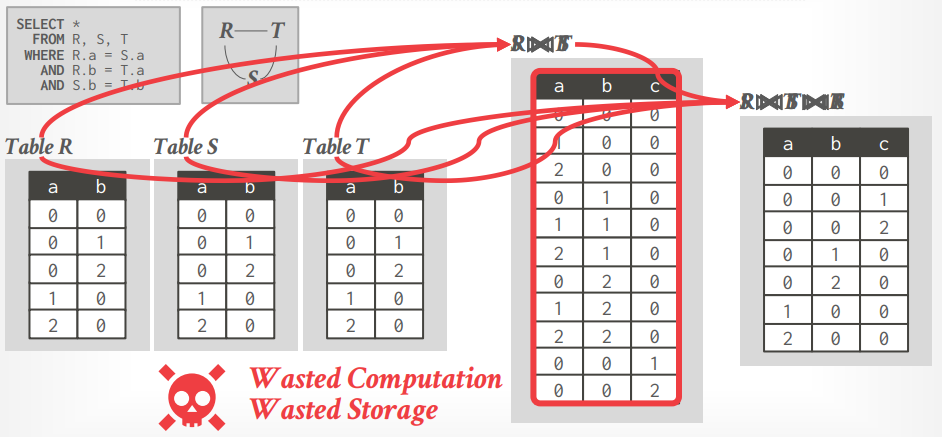 SELECT *
FROM R, S, T
WHERE R.a = S.a
AND R.b = T.a
AND S.b = T.b
R T
S
Table R
a b
0 0
0 1
0 2
1 0
2 0
Table S
a b
0 0
0 1
0 2
1 0
2 0
Table T
a b
0 0
0 1
0 2
1 0
2 0
a b c
0 0 0
1 0 0
2 0 0
0 1 0
1 1 0
2 1 0
0 2 0
1 2 0
2 2 0
0 0 1
0 0 2
a b c
0 0 0
0 0 1
0 0 2
0 1 0
0 2 0
1 0 0
2 0 0
Wasted Computation
Wasted Storage